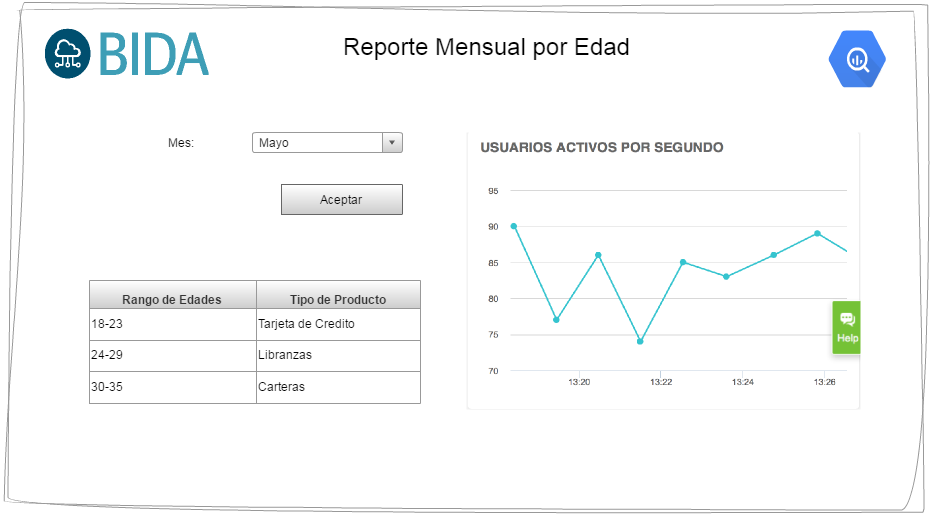 BIDA
Reporte Mensual por Edad
Mes:
Mayo
Aceptar
Rango de Edades Tipo de Producto
18-23 Tarjeta de Credito
24-29 Libranzas
30-35 Carteras
USUARIOS ACTIVOS POR SEGUNDO
95
90
85
80
75
70
13:20 13:22 13:24 13:26
Help